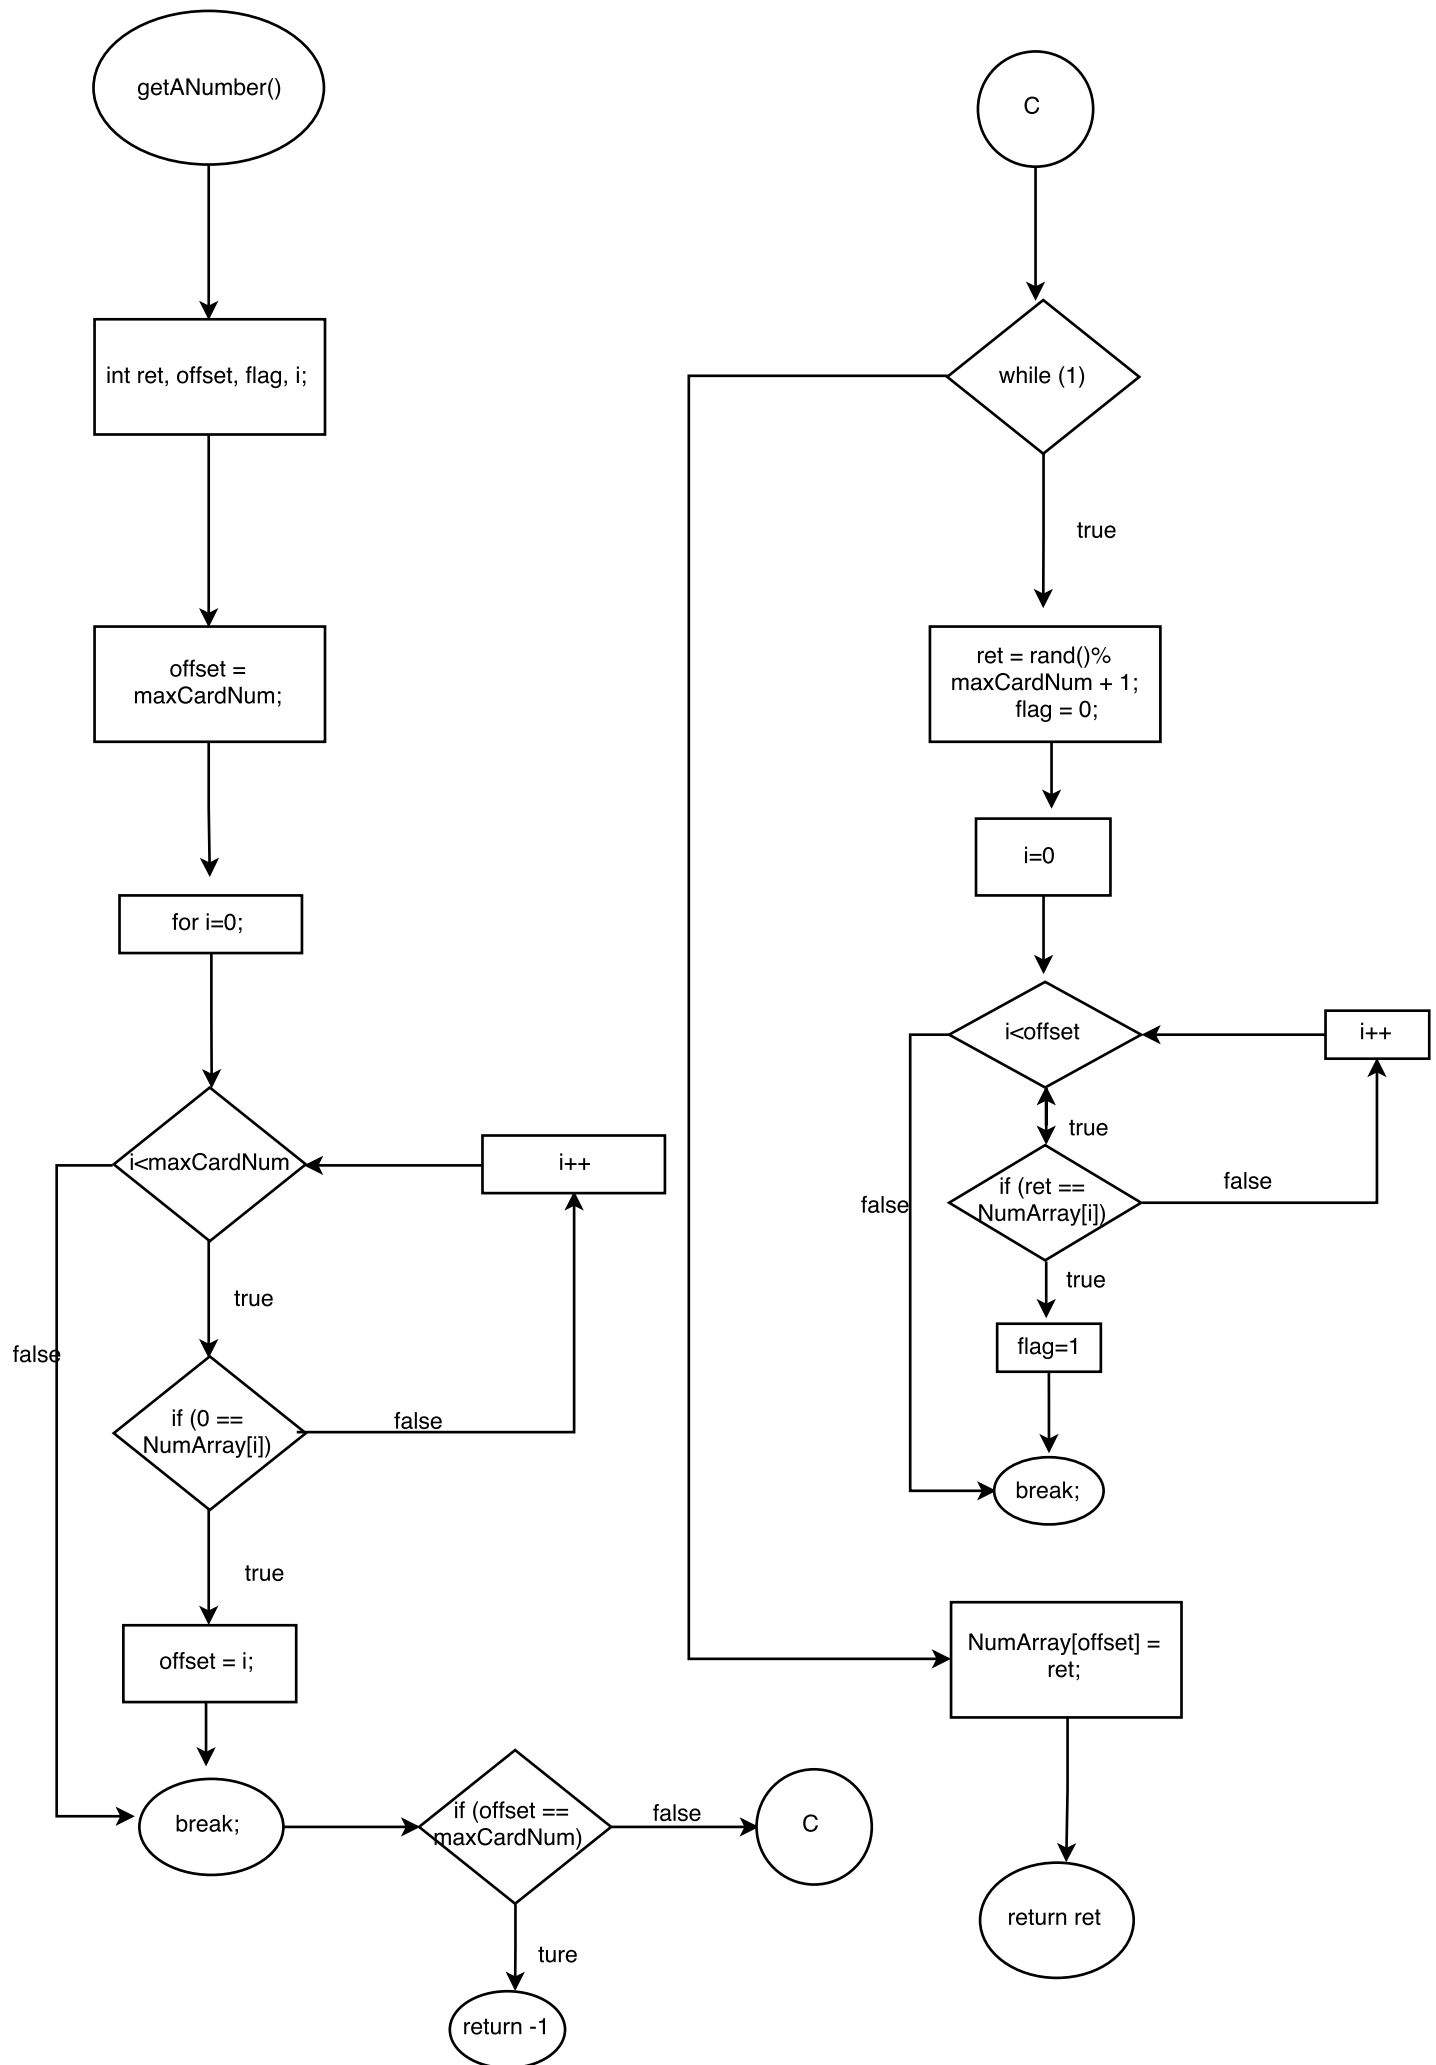 getANumber()
int ret, offset, flag, i;
offset =
maxCardNum;
for i=0;
i<maxCardNum
i++
true
false
if (0 ==
NumArray[i])
false
true
offset = i;
break;
if (offset ==
maxCardNum)
false
C
ture
return -1
C
while (1)
true
ret = rand()%
maxCardNum + 1;
flag = 0;
i=0
i<offset
i++
true
false
if (ret ==
NumArray[i])
false
true
flag=1
break;
NumArray[offset] =
ret;
return ret